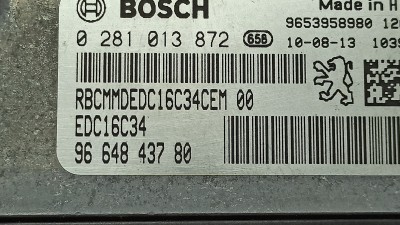 BOSCH
Made in
9653958980
0 281 013 872 658 10-08-13 1039
RBCMMDEDC16C34CEM 00
EDC16C34
96 648 437 80